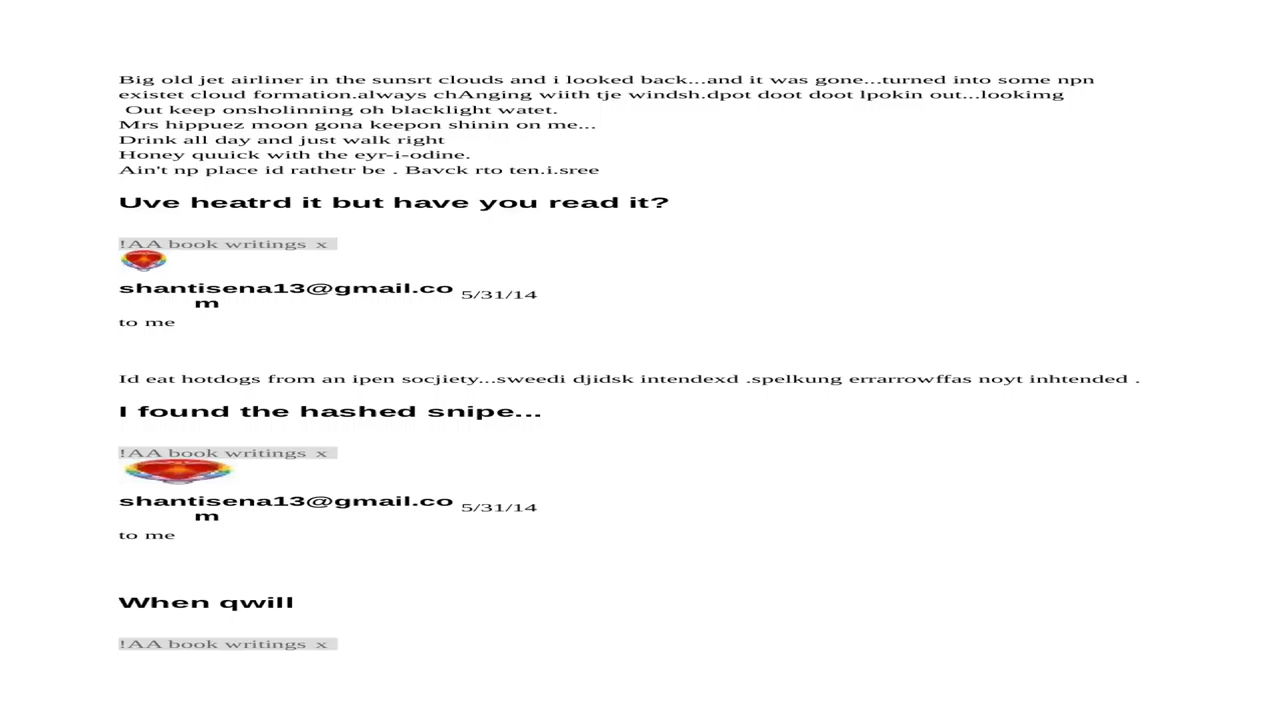 Big old jet airliner in the sunsrt clouds and i looked back...and it was gone...turned into some npn
existet cloud formation.always chAnging wiith tje windsh.dpot doot doot lpokin out...lookimg
Out keep onsholinning oh blacklight watet.
Mrs hippuez moon gona keepon shinin on me...
Drink all day and just walk right
Honey quuick with the eyr-i-odine.
Ain't np place id rathetr be . Bavck rto ten.i.sree
Uve heatrd it but have you read it?
!AA book writings x
shantisena13@gmail.co 5/31/14
m
to me
Id eat hotdogs from an ipen socjiety...sweedi djidsk intendexd .spelkung errarrowffas noyt inhtended .
I found the hashed snipe...
!AA book writings x
shantisena13@gmail.co 5/31/14
m
to me
When qwill
!AA book writings x